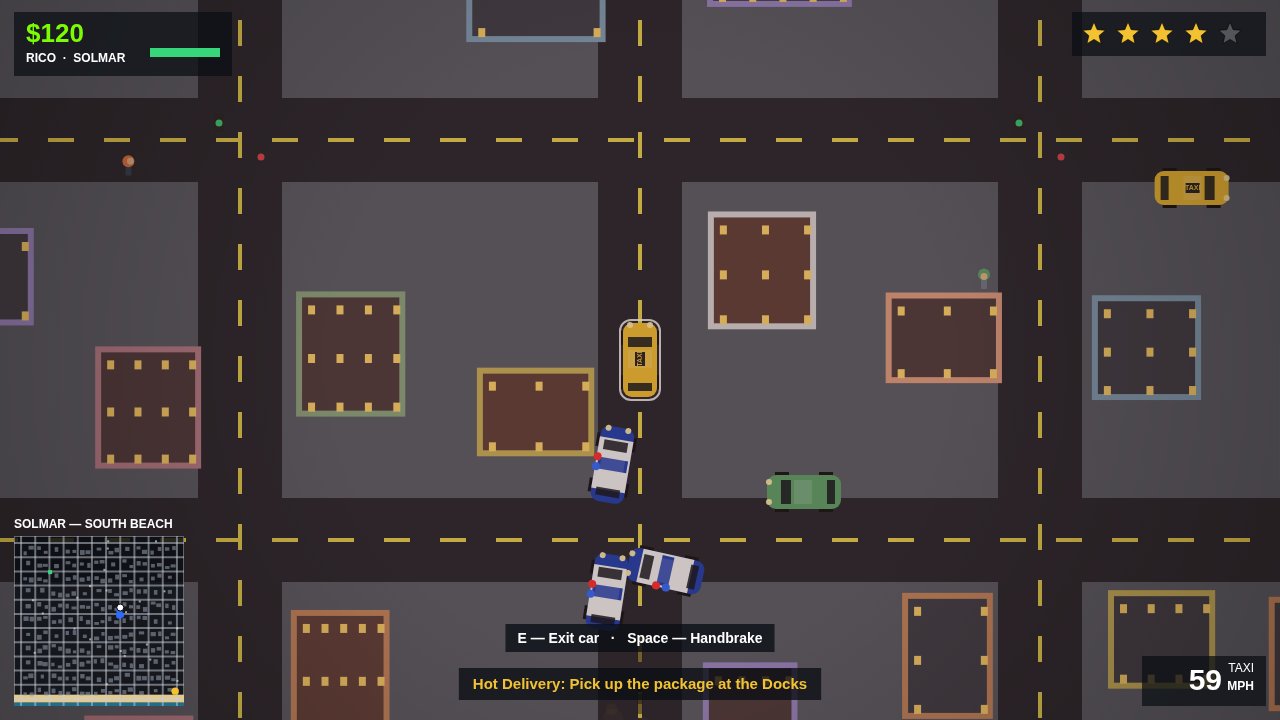 $120
RICO · SOLMAR
TAXI
TAXI
SOLMAR — SOUTH BEACH
E — Exit car · Space — Handbrake
Hot Delivery: Pick up the package at the Docks
59 MPH
TAXI